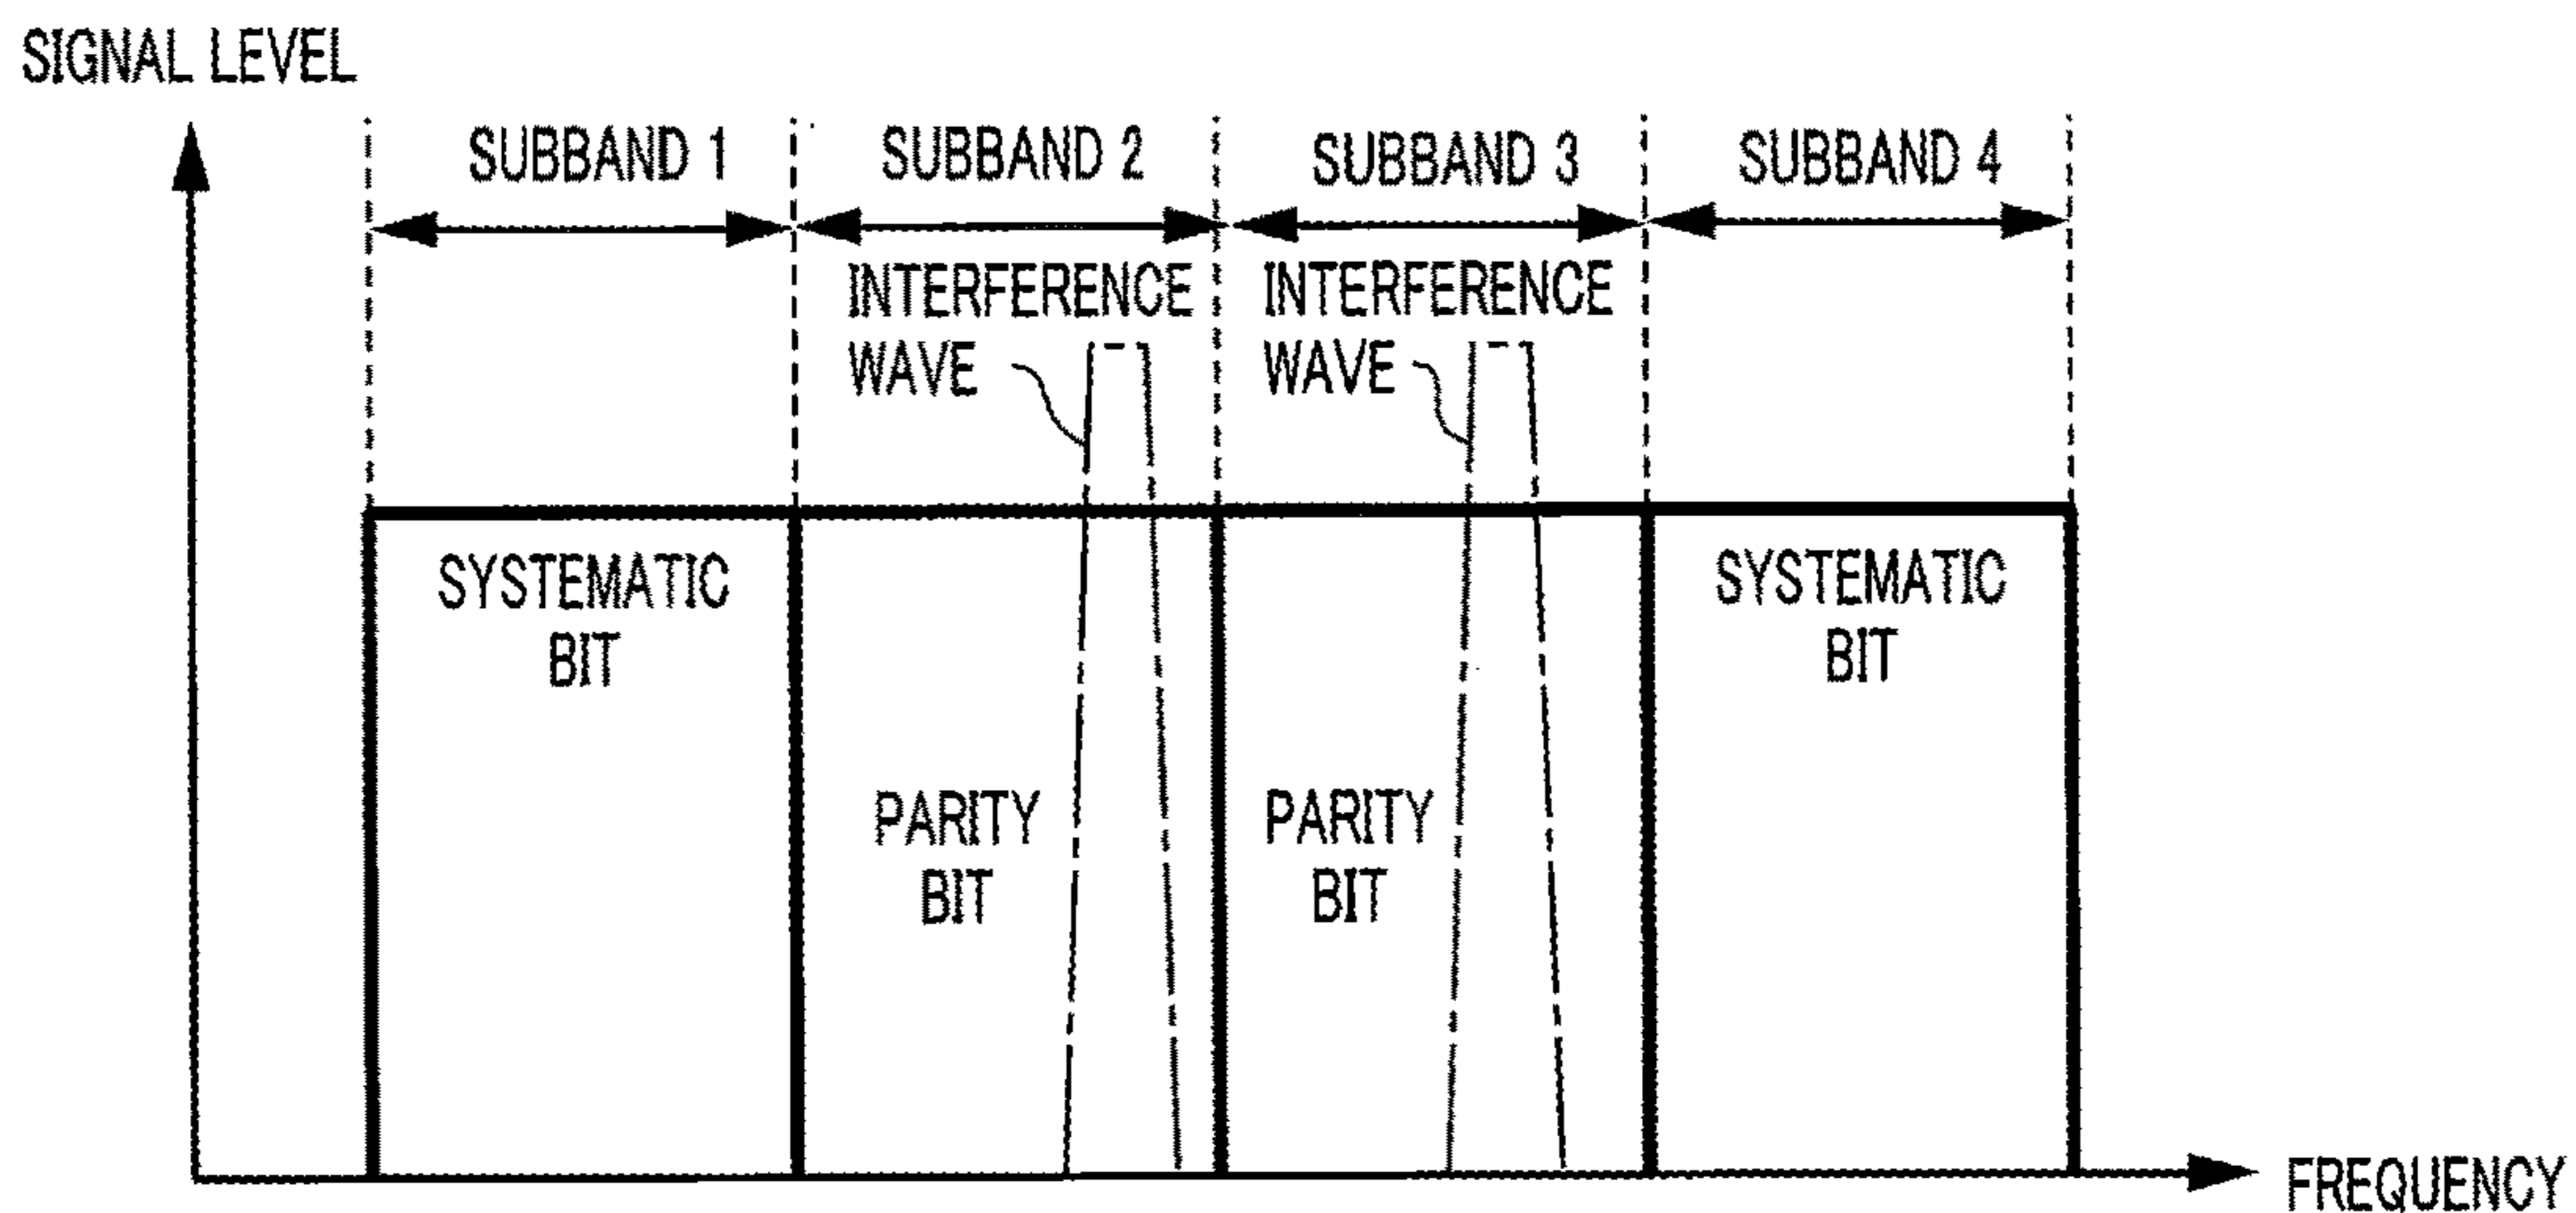 SIGNAL LEVEL
SUBBAND 1
SUBBAND 2
SUBBAND 3
SUBBAND 4
INTERFERENCE
WAVE
INTERFERENCE
WAVE
SYSTEMATIC
BIT
PARITY
BIT
PARITY
BIT
SYSTEMATIC
BIT
FREQUENCY